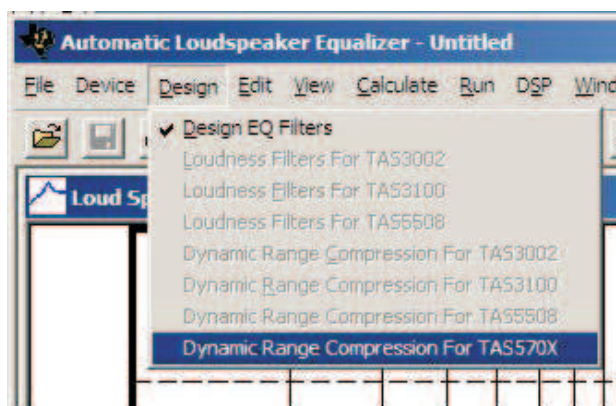 Automatic Loudspeaker Equalizer - Untitled
File Device Design Edit View Calculate Run DSP Wind
Design EQ Filters
Loudness Filters For TAS3002
Loudness Filters For TAS3100
Loudness Filters For TAS5508
Dynamic Range Compression For TAS3002
Dynamic Range Compression For TAS3100
Dynamic Range Compression For TAS5508
Dynamic Range Compression For TAS570X
Loud Sp